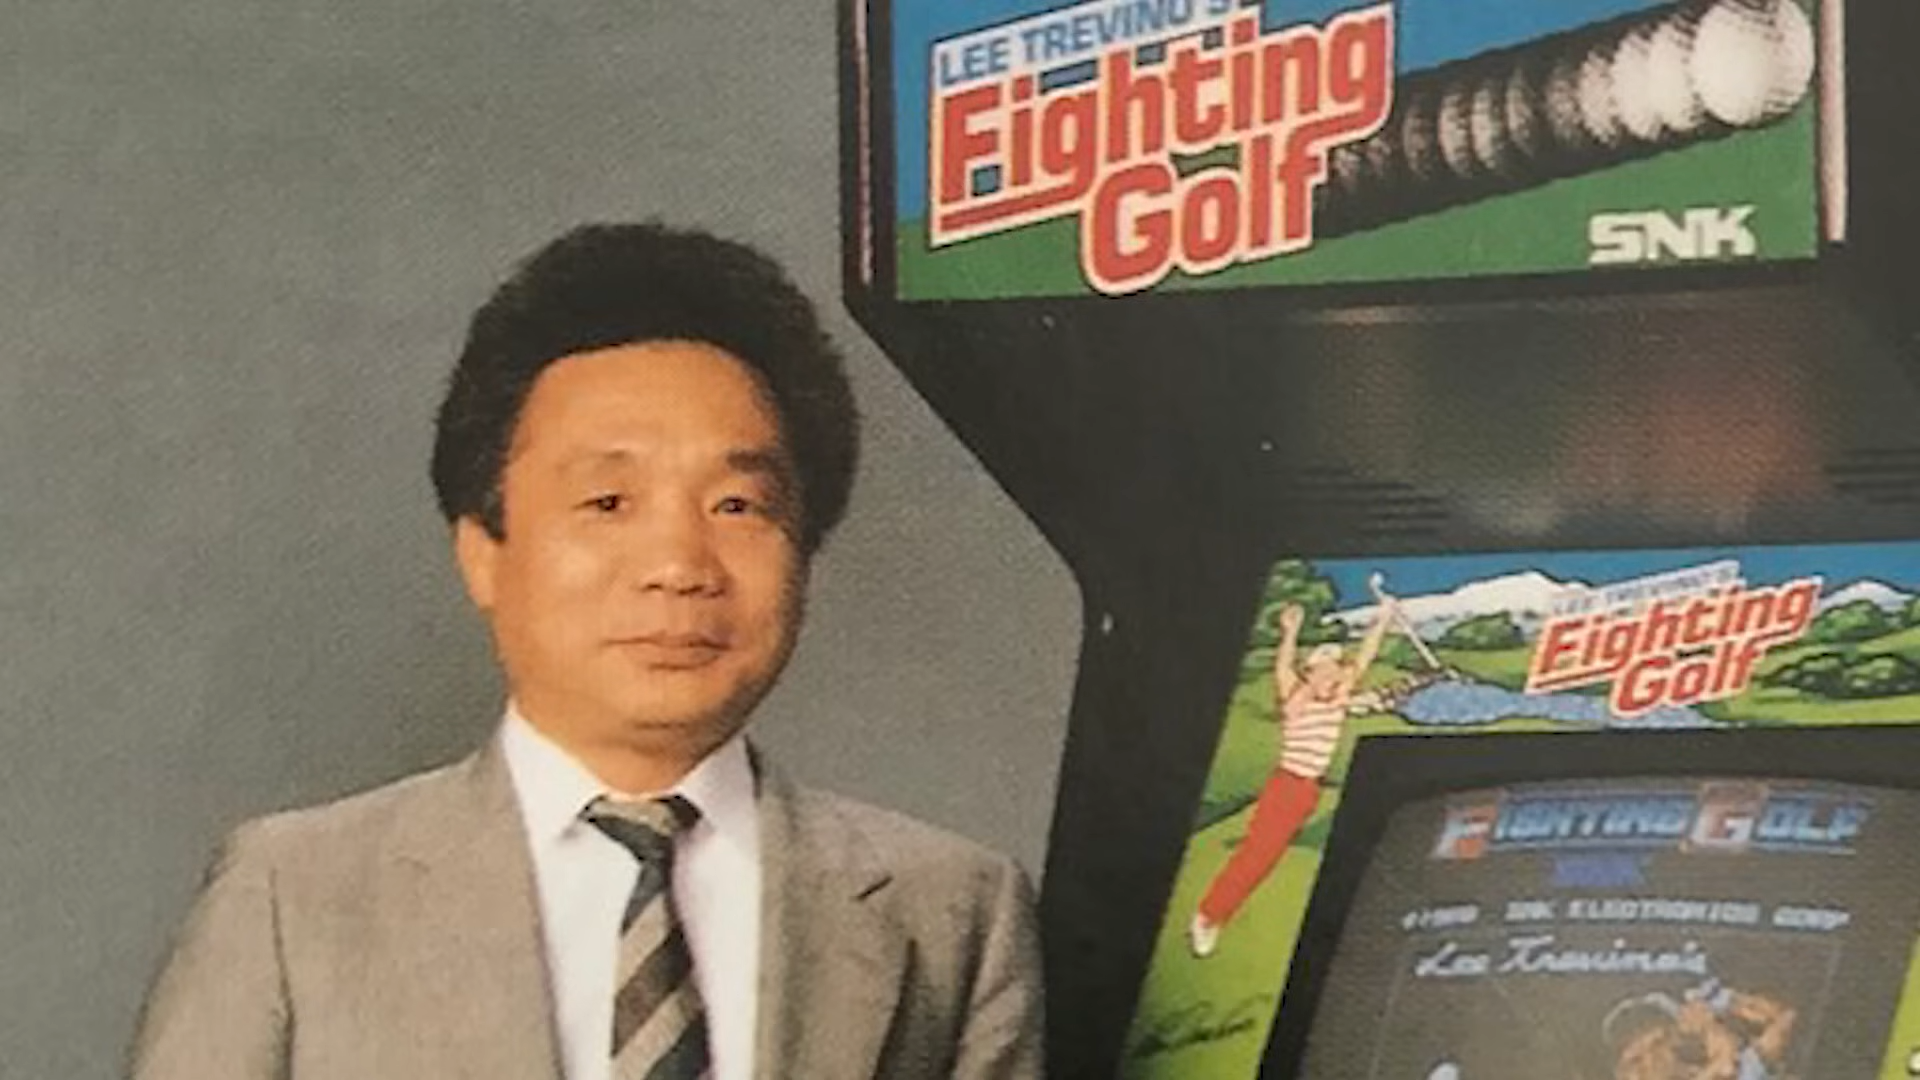 LEE TREVINO'S
Fighting
Golf
SNK
LEE TREVINO'S
Fighting
Golf
FIGHTING GOLF
SNK ELECTRONICS CORP
Lee Trevino's